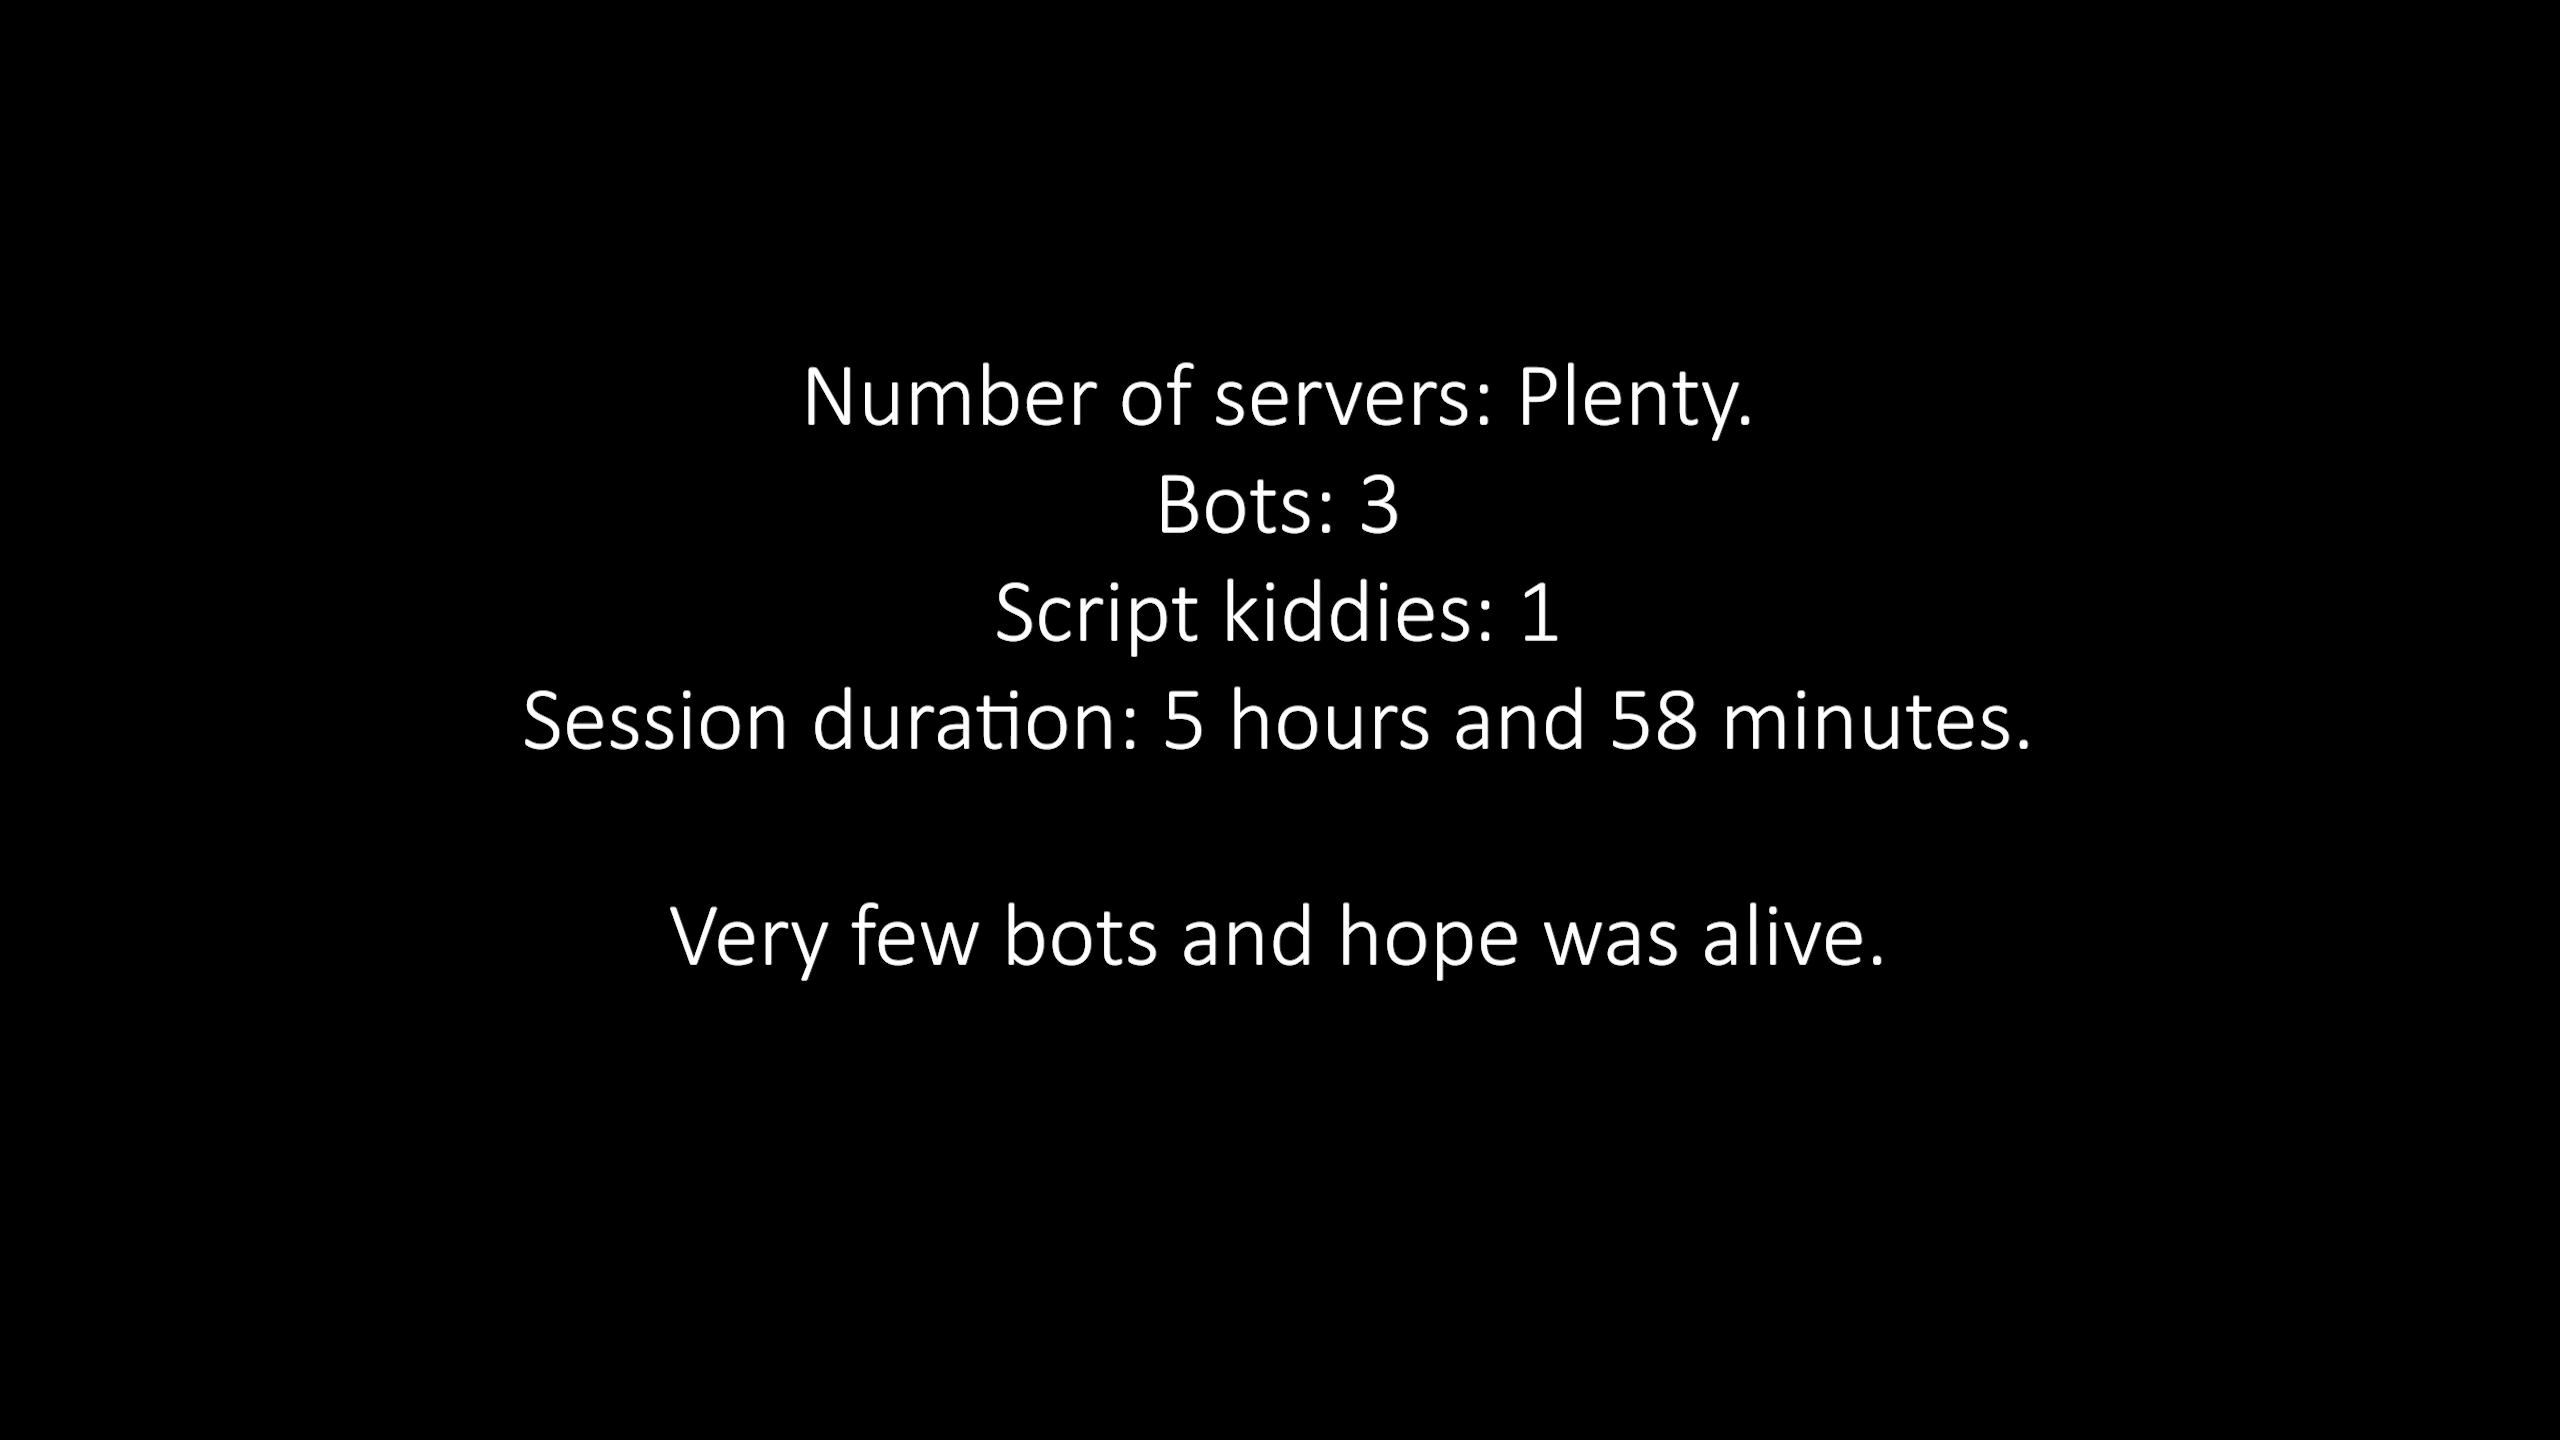 Number of servers: Plenty.
Bots: 3
Script kiddies: 1
Session duration: 5 hours and 58 minutes.
Very few bots and hope was alive.